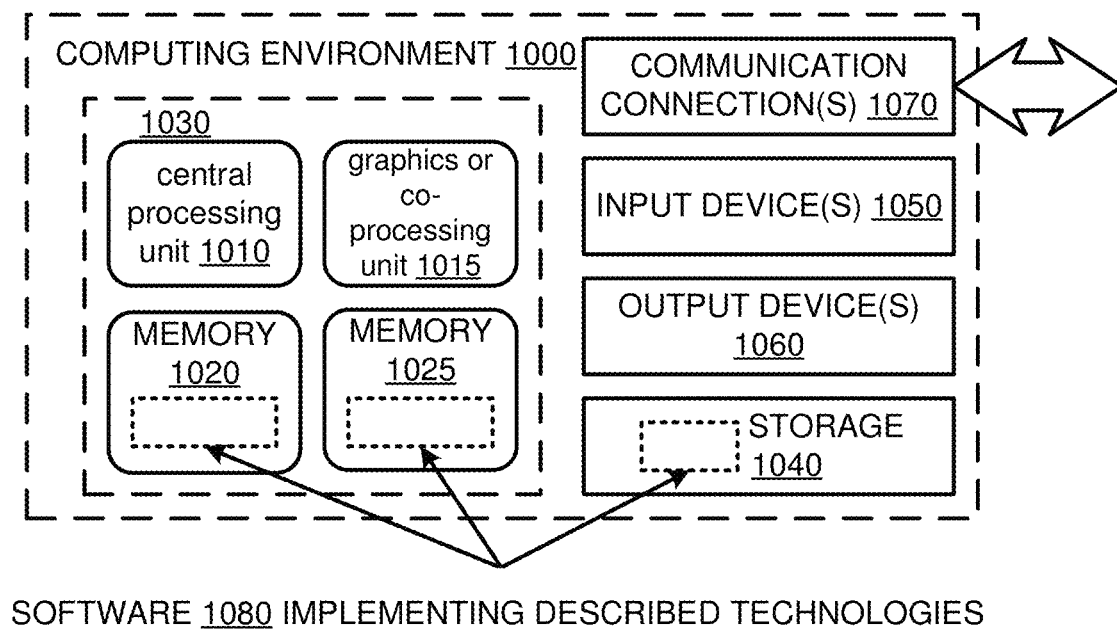 COMPUTING ENVIRONMENT 1000
1030
central
processing
unit 1010
graphics or
co-
processing
unit 1015
MEMORY
1020
MEMORY
1025
COMMUNICATION
CONNECTION(S) 1070
INPUT DEVICE(S) 1050
OUTPUT DEVICE(S)
1060
STORAGE
1040
SOFTWARE 1080 IMPLEMENTING DESCRIBED TECHNOLOGIES